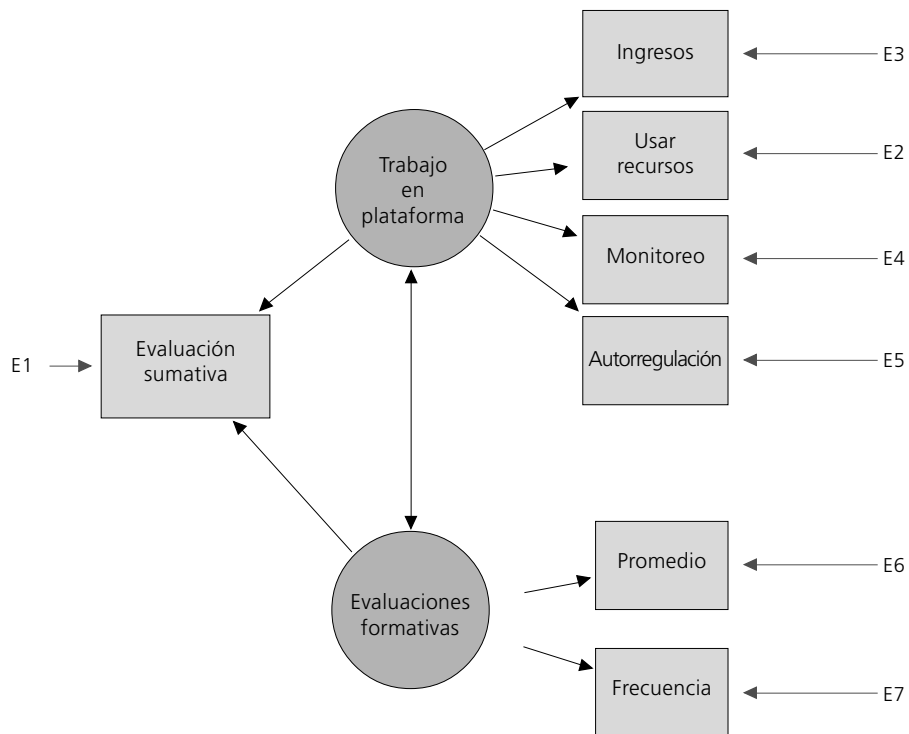 Ingresos
E3
Trabajo
en
plataforma
Usar
recursos
E2
Monitoreo
E4
Evaluación
sumativa
E1
Autorregulación
E5
Promedio
E6
Evaluaciones
formativas
Frecuencia
E7